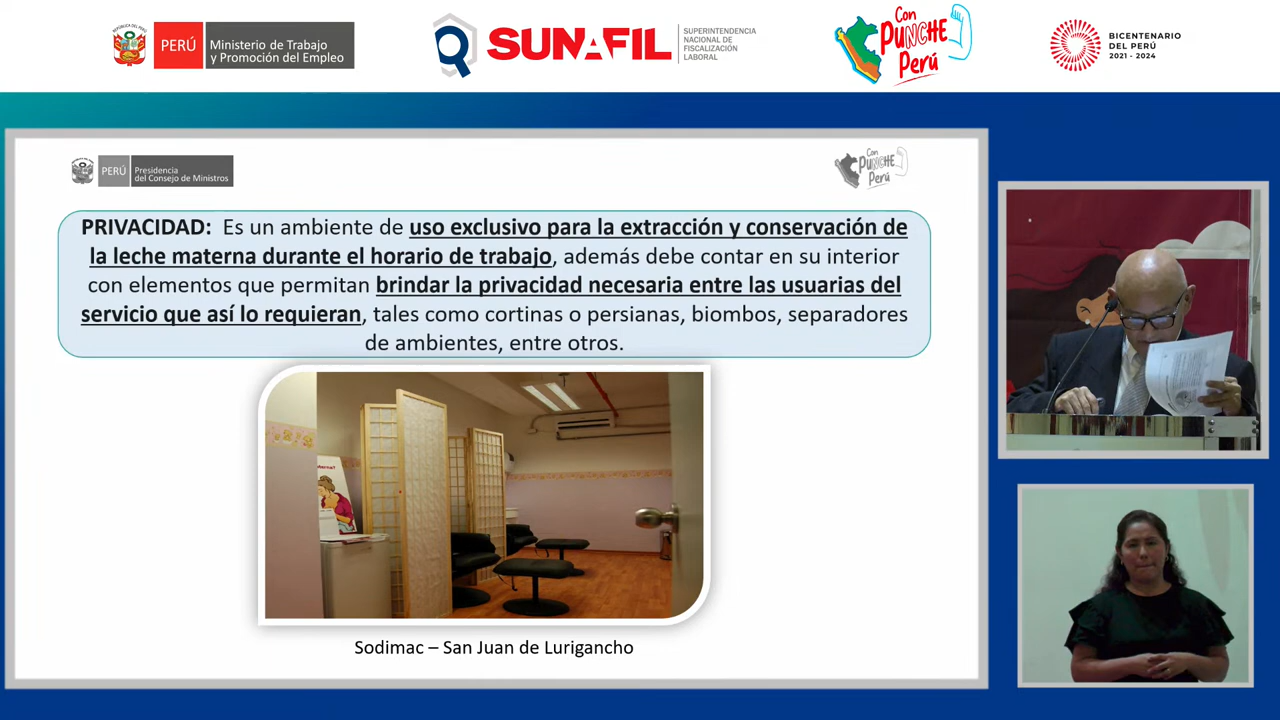 PERÚ
Ministerio de Trabajo
y Promoción del Empleo
SUNAFIL
SUPERINTENDENCIA
NACIONAL DE
FISCALIZACIÓN
LABORAL
Con
PUNCHE
Perú
BICENTENARIO
DEL PERÚ
2021 - 2024
PERÚ
Presidencia
del Consejo de Ministros
Con
PUNCHE
Perú
PRIVACIDAD: Es un ambiente de uso exclusivo para la extracción y conservación de
la leche materna durante el horario de trabajo, además debe contar en su interior
con elementos que permitan brindar la privacidad necesaria entre las usuarias del
servicio que así lo requieran, tales como cortinas o persianas, biombos, separadores
de ambientes, entre otros.
Sodimac – San Juan de Lurigancho